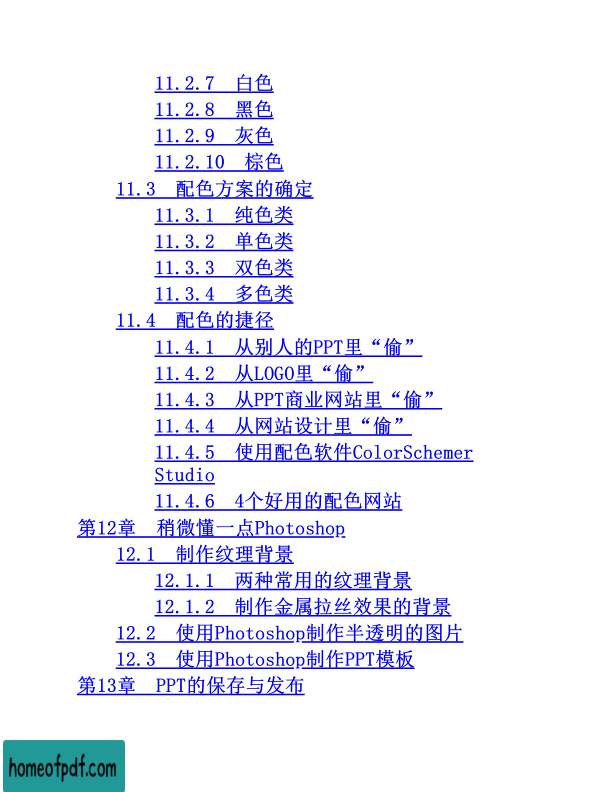 11.2.7　白色
11.2.8　黑色
11.2.9　灰色
11.2.10　棕色
11.3　配色方案的确定
11.3.1　纯色类
11.3.2　单色类
11.3.3　双色类
11.3.4　多色类
11.4　配色的捷径
11.4.1　从别人的PPT里“偷”
11.4.2　从LOGO里“偷”
11.4.3　从PPT商业网站里“偷”
11.4.4　从网站设计里“偷”
11.4.5　使用配色软件ColorSchemer
Studio
11.4.6　4个好用的配色网站
第12章　稍微懂一点Photoshop
12.1　制作纹理背景
12.1.1　两种常用的纹理背景
12.1.2　制作金属拉丝效果的背景
12.2　使用Photoshop制作半透明的图片
12.3　使用Photoshop制作PPT模板
第13章　PPT的保存与发布
homeofpdf.com